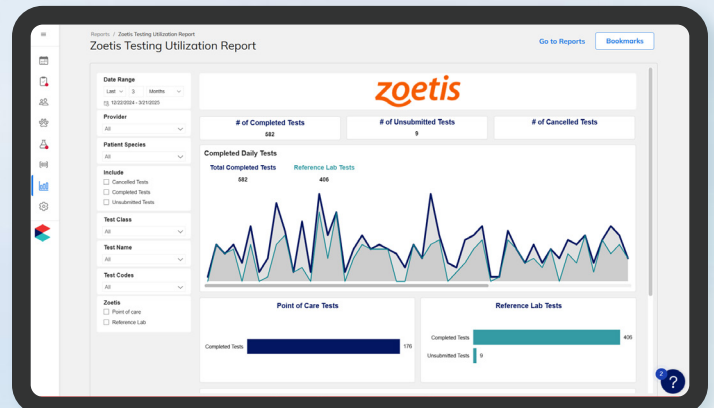 Reports / Zoetis Testing Utilization Report
Zoetis Testing Utilization Report
Go to Reports
Bookmarks
Date Range
Last 3 Months
12/22/2024 - 3/21/2025
Provider
All
Patient Species
All
Include
Cancelled Tests
Completed Tests
Unsubmitted Tests
Test Class
All
Test Name
All
Test Codes
All
Zoetis
Point of care
Reference Lab
zoetis
# of Completed Tests
582
# of Unsubmitted Tests
9
# of Cancelled Tests
Completed Daily Tests
Total Completed Tests
582
Reference Lab Tests
406
Point of Care Tests
Completed Tests 176
Reference Lab Tests
Completed Tests 406
Unsubmitted Tests 9
2
?